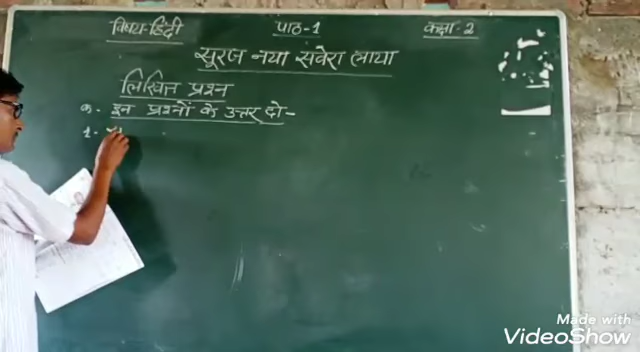 विषय-हिंदी पाठ-1 कक्षा-2
सूरज नया सवेरा लाया
लिखित प्रश्न
क. इन प्रश्नों के उत्तर दो-
1.
Made with
VideoShow